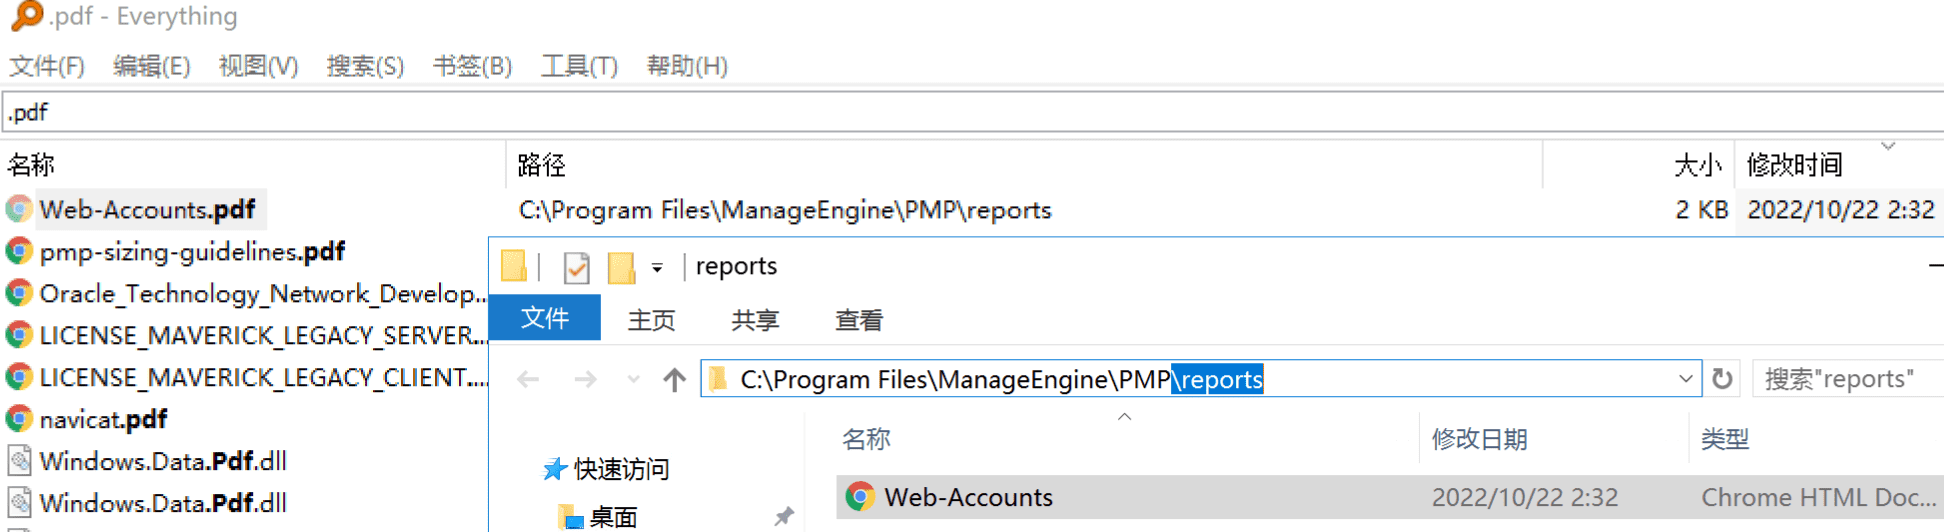 .pdf - Everything
文件(F) 编辑(E) 视图(V) 搜索(S) 书签(B) 工具(T) 帮助(H)
.pdf
名称 路径 大小 修改时间
Web-Accounts.pdf C:\Program Files\ManageEngine\PMP\reports 2 KB 2022/10/22 2:32
pmp-sizing-guidelines.pdf
Oracle_Technology_Network_Develop...
LICENSE_MAVERICK_LEGACY_SERVER...
LICENSE_MAVERICK_LEGACY_CLIENT....
navicat.pdf
Windows.Data.Pdf.dll
Windows.Data.Pdf.dll
reports
文件 主页 共享 查看
C:\Program Files\ManageEngine\PMP\reports 搜索"reports"
名称 修改日期 类型
快速访问
Web-Accounts 2022/10/22 2:32 Chrome HTML Doc...
桌面